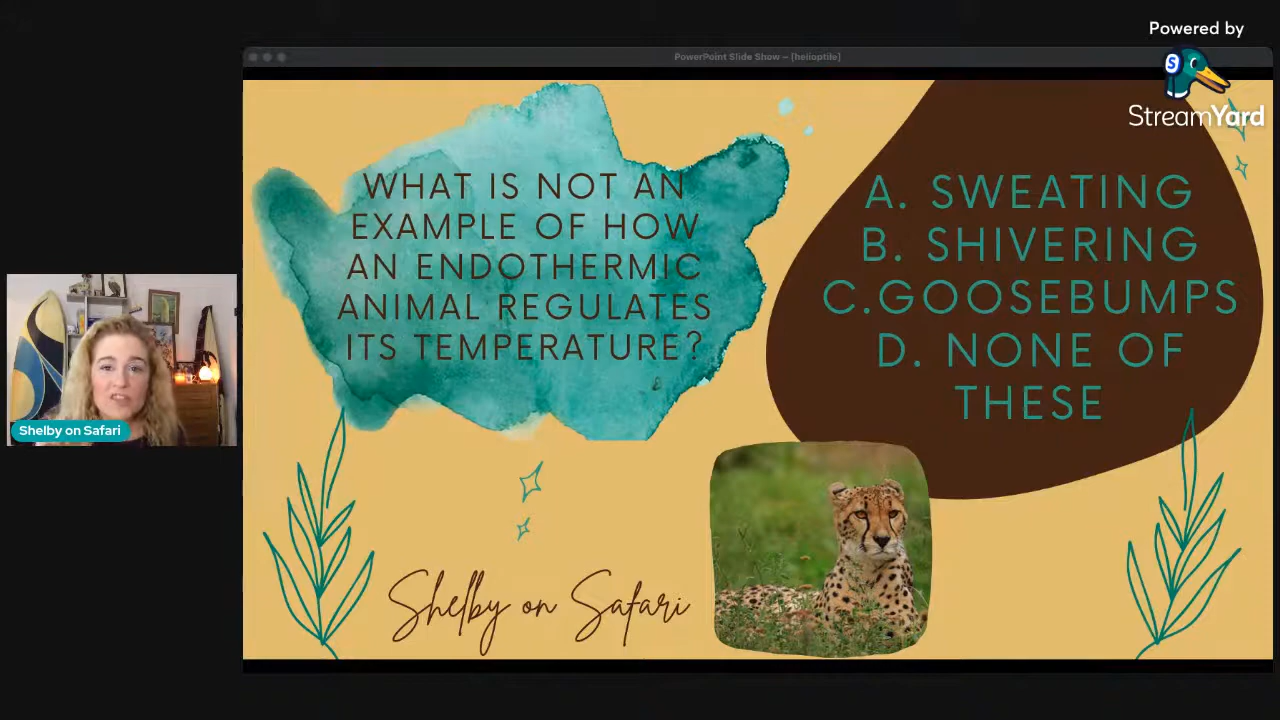 Powered by
StreamYard
PowerPoint Slide Show – [helioptile]
WHAT IS NOT AN
EXAMPLE OF HOW
AN ENDOTHERMIC
ANIMAL REGULATES
ITS TEMPERATURE?
A. SWEATING
B. SHIVERING
C.GOOSEBUMPS
D. NONE OF
THESE
Shelby on Safari
Shelby on Safari